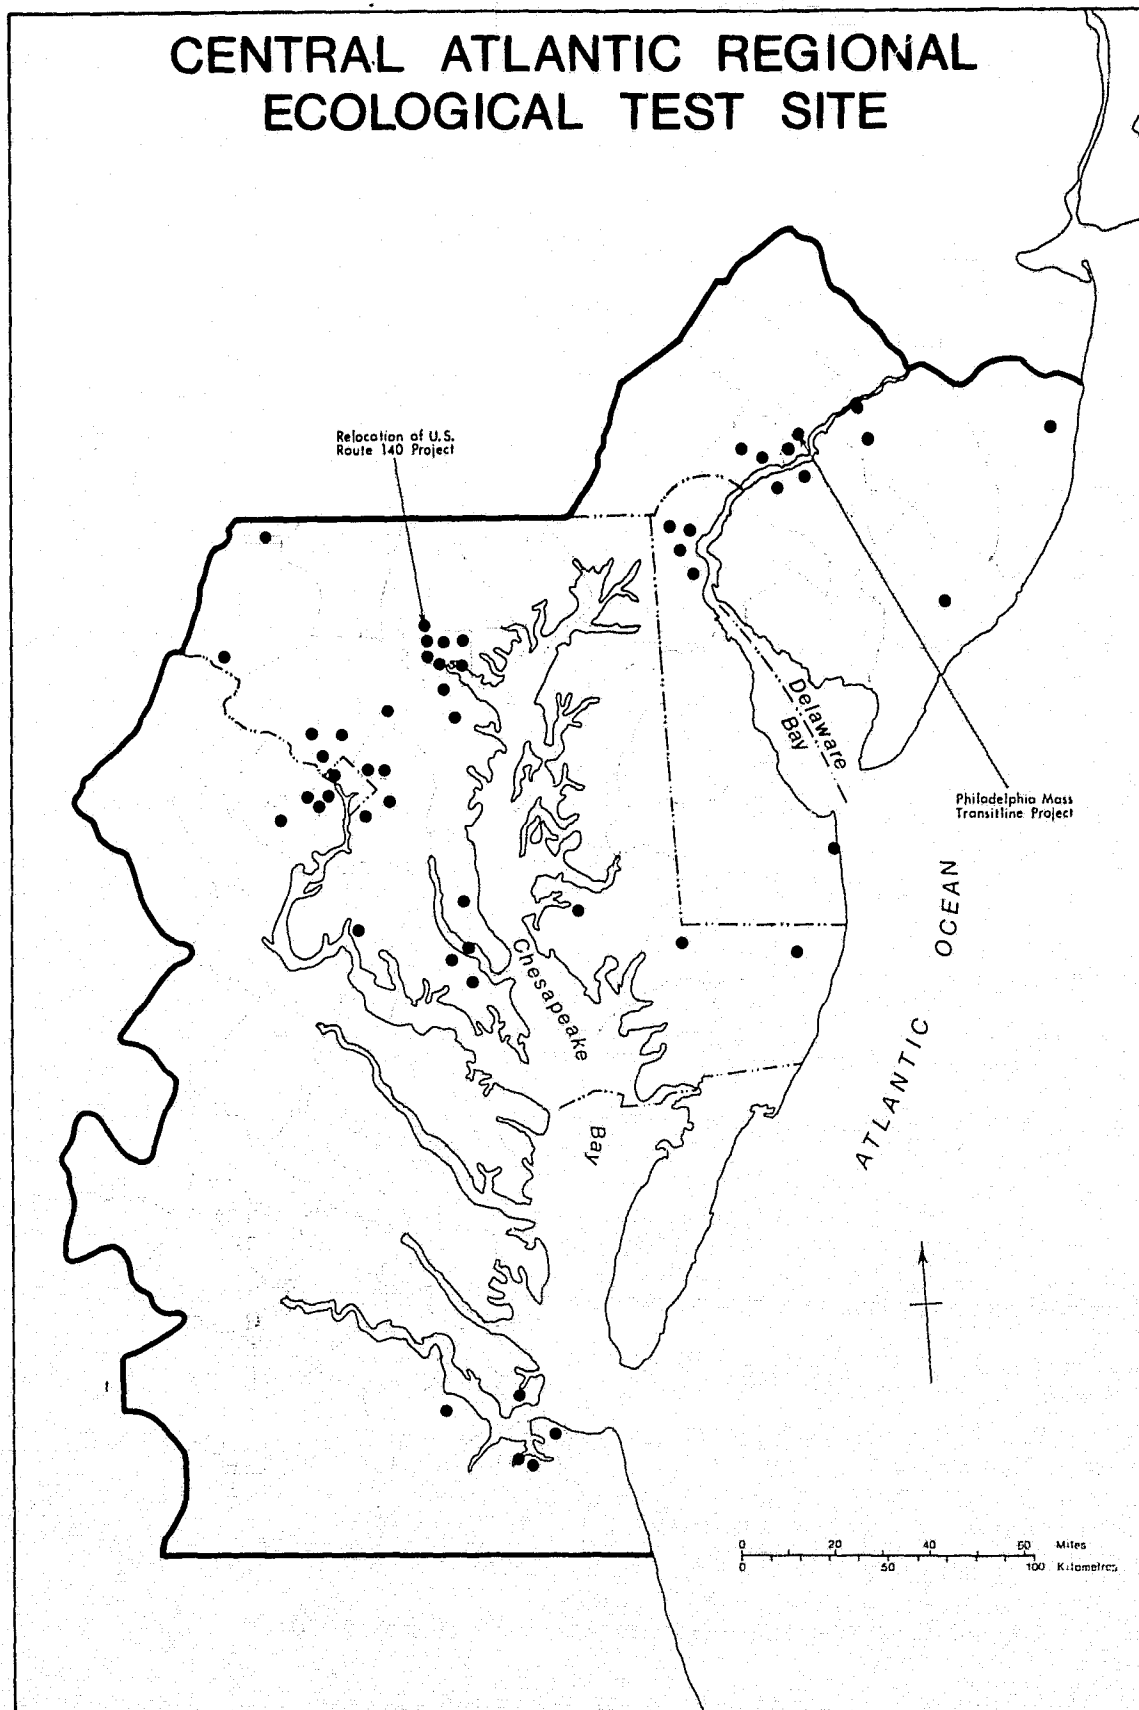 CENTRAL ATLANTIC REGIONAL
ECOLOGICAL TEST SITE
Relocation of U.S.
Route 140 Project
Delaware
Bay
Philadelphia Mass
Transitline Project
ATLANTIC OCEAN
Chesapeake
Bay
0 20 40 60 Miles
0 50 100 Kilometres